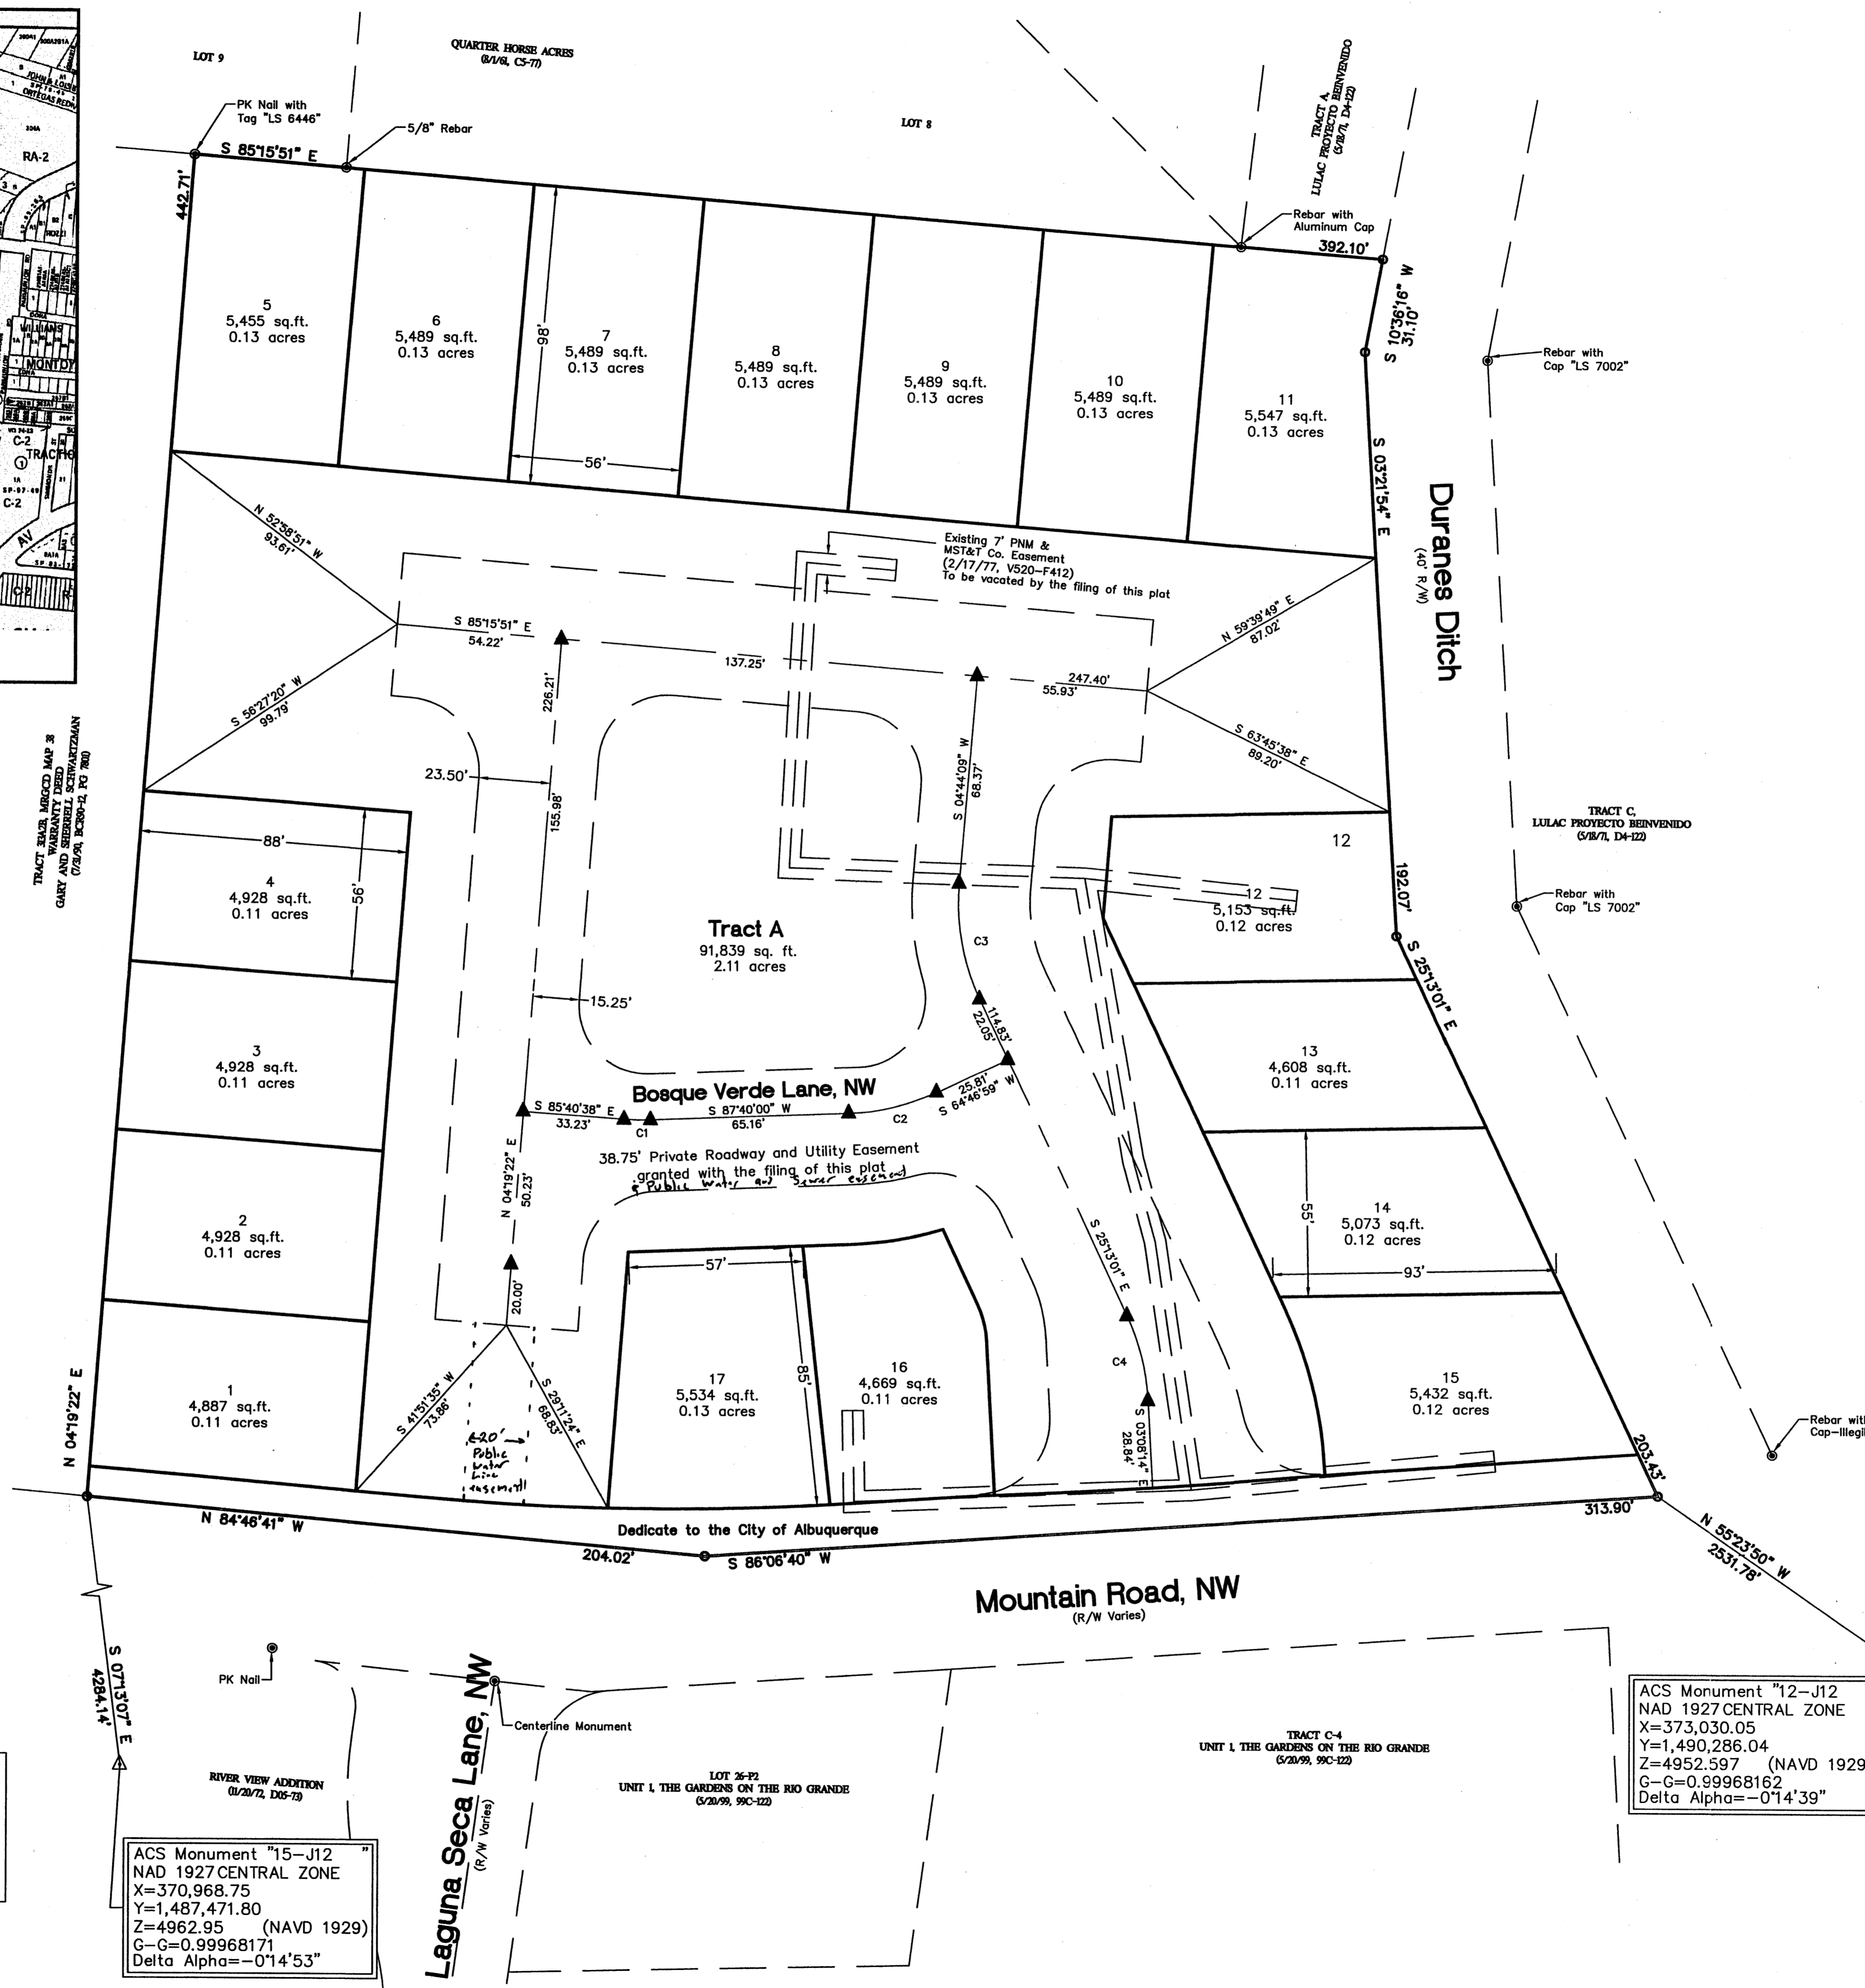 RA-2
WILLIAMS
C-2
C-2
AV
LOT 9
QUARTER HORSE ACRES
(8/1/61, C5-77)
LOT 8
TRACT A,
LULAC PROYECTO BEINVENIDO
(5/18/71, D4-122)
PK Nail with
Tag "LS 6446"
5/8" Rebar
S 85°15'51" E
442.71'
Rebar with
Aluminum Cap
392.10'
S 10°36'16" W
31.10'
Rebar with
Cap "LS 7002"
5
5,455 sq.ft.
0.13 acres
6
5,489 sq.ft.
0.13 acres
98'
7
5,489 sq.ft.
0.13 acres
56'
8
5,489 sq.ft.
0.13 acres
9
5,489 sq.ft.
0.13 acres
10
5,489 sq.ft.
0.13 acres
11
5,547 sq.ft.
0.13 acres
S 03°21'54" E
Duranes Ditch
(40' R/W)
N 52°58'51" W
93.61'
Existing 7' PNM &
MST&T Co. Easement
(2/17/77, V520-F412)
To be vacated by the filing of this plat
S 85°15'51" E
54.22'
137.25'
247.40'
55.93'
N 59°39'49" E
87.02'
S 56°27'20" W
99.79'
226.21'
S 04°44'09" W
68.37'
S 63°45'38" E
89.20'
23.50'
155.98'
TRACT 313A2B, MRGCD MAP 38
WARRANTY DEED
GARY AND SHERRELL SCHWARTZMAN
(7/31/90, BCR90-12, PG 7801)
TRACT C,
LULAC PROYECTO BEINVENIDO
(5/18/71, D4-122)
88'
56'
4
4,928 sq.ft.
0.11 acres
12
12
5,153 sq.ft.
0.12 acres
192.07'
Rebar with
Cap "LS 7002"
Tract A
91,839 sq. ft.
2.11 acres
C3
S 25°13'01" E
15.25'
114.83'
22.05'
3
4,928 sq.ft.
0.11 acres
13
4,608 sq.ft.
0.11 acres
Bosque Verde Lane, NW
S 85°40'38" E
33.23'
C1
S 87°40'00" W
65.16'
C2
25.81'
S 64°46'59" W
38.75' Private Roadway and Utility Easement
granted with the filing of this plat
& Public Water and Sewer easement
N 04°19'22" E
50.23'
2
4,928 sq.ft.
0.11 acres
S 25°13'01" E
55'
14
5,073 sq.ft.
0.12 acres
93'
20.00'
57'
85'
C4
1
4,887 sq.ft.
0.11 acres
S 41°51'35" W
73.86'
S 29°11'24" E
68.83'
20'
Public
Water
Line
easement
17
5,534 sq.ft.
0.13 acres
16
4,669 sq.ft.
0.11 acres
15
5,432 sq.ft.
0.12 acres
S 03°08'14" E
28.84'
N 04°19'22" E
203.43'
Rebar with
N 84°46'41" W
204.02'
Dedicate to the City of Albuquerque
S 86°06'40" W
313.90'
N 55°23'50" W
2531.78'
Mountain Road, NW
(R/W Varies)
S 07°13'07" E
4284.14'
PK Nail
Centerline Monument
Laguna Seca Lane, NW
(R/W Varies)
RIVER VIEW ADDITION
(11/20/72, D05-73)
LOT 26-P2
UNIT 1, THE GARDENS ON THE RIO GRANDE
(5/20/99, 99C-122)
TRACT C-4
UNIT 1, THE GARDENS ON THE RIO GRANDE
(5/20/99, 99C-122)
ACS Monument "12-J12
NAD 1927 CENTRAL ZONE
X=373,030.05
Y=1,490,286.04
Z=4952.597 (NAVD 1929
G-G=0.99968162
Delta Alpha=-0°14'39"
ACS Monument "15-J12 "
NAD 1927 CENTRAL ZONE
X=370,968.75
Y=1,487,471.80
Z=4962.95 (NAVD 1929)
G-G=0.99968171
Delta Alpha=-0°14'53"